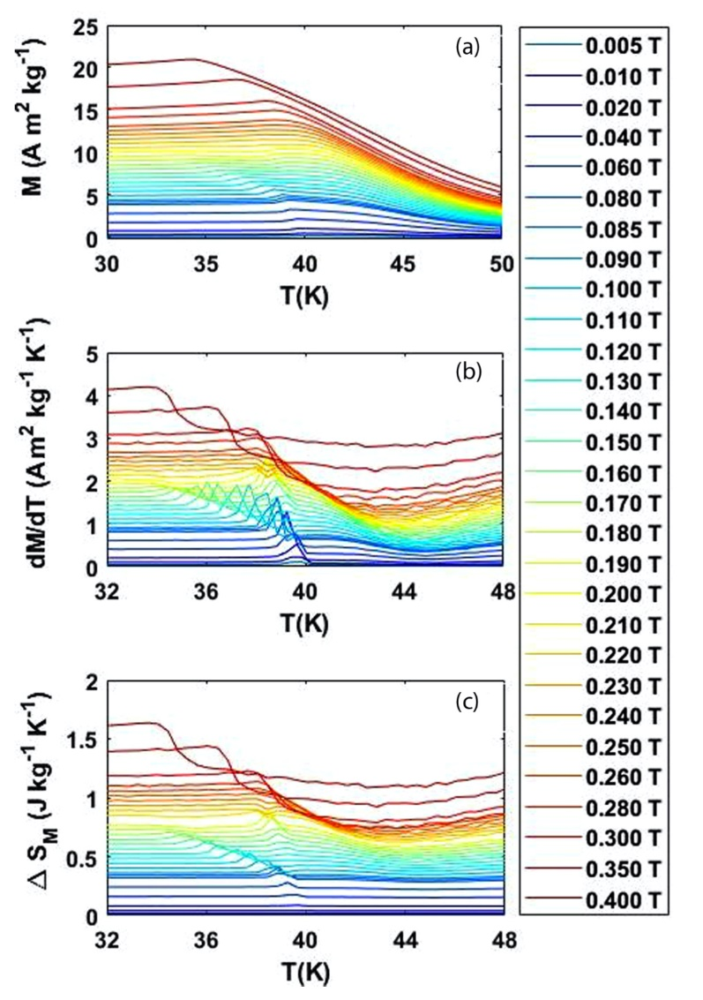 (a)
M (A m² kg⁻¹)
25
20
15
10
5
0
30 35 40 45 50
T(K)
(b)
dM/dT (Am² kg⁻¹ K⁻¹)
5
4
3
2
1
0
32 36 40 44 48
T(K)
(c)
△ S_M (J kg⁻¹ K⁻¹)
2
1.5
1
0.5
0
32 36 40 44 48
T(K)
0.005 T
0.010 T
0.020 T
0.040 T
0.060 T
0.080 T
0.085 T
0.090 T
0.100 T
0.110 T
0.120 T
0.130 T
0.140 T
0.150 T
0.160 T
0.170 T
0.180 T
0.190 T
0.200 T
0.210 T
0.220 T
0.230 T
0.240 T
0.250 T
0.260 T
0.280 T
0.300 T
0.350 T
0.400 T